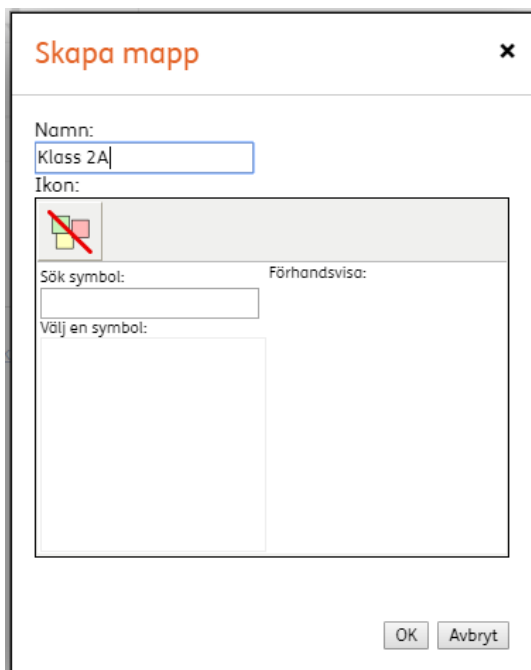 Skapa mapp
Namn:
Klass 2A
Ikon:
Sök symbol:
Förhandsvisa:
Välj en symbol:
OK
Avbryt